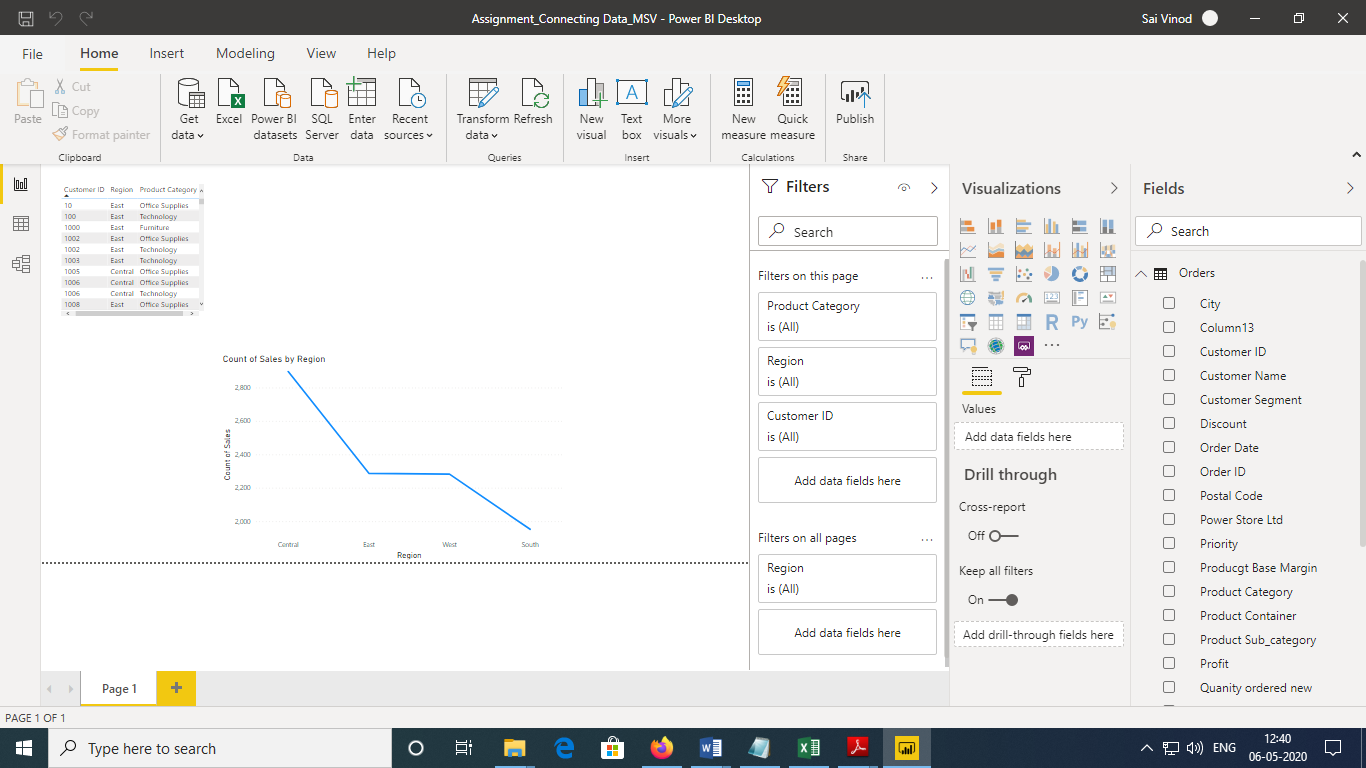 Assignment_Connecting Data_MSV - Power BI Desktop
Sai Vinod
File Home Insert Modeling View Help
Paste
Cut
Copy
Format painter
Clipboard
Get data
Excel
Power BI datasets
SQL Server
Enter data
Recent sources
Data
Transform data
Refresh
Queries
New visual
Text box
More visuals
Insert
New measure
Quick measure
Calculations
Publish
Share
Customer ID Region Product Category
10 East Office Supplies
100 East Technology
1000 East Furniture
1002 East Office Supplies
1002 East Technology
1003 East Technology
1005 Central Office Supplies
1006 Central Office Supplies
1006 Central Technology
1008 East Office Supplies
Count of Sales by Region
Count of Sales
2,800
2,600
2,400
2,200
2,000
Central East West South
Region
Filters
Search
Filters on this page ...
Product Category
is (All)
Region
is (All)
Customer ID
is (All)
Add data fields here
Filters on all pages ...
Region
is (All)
Add data fields here
Visualizations
123
R
Py
...
Values
Add data fields here
Drill through
Cross-report
Off
Keep all filters
On
Add drill-through fields here
Fields
Search
Orders
City
Column13
Customer ID
Customer Name
Customer Segment
Discount
Order Date
Order ID
Postal Code
Power Store Ltd
Priority
Producgt Base Margin
Product Category
Product Container
Product Sub_category
Profit
Quanity ordered new
Page 1
PAGE 1 OF 1
Type here to search
ENG
12:40
06-05-2020